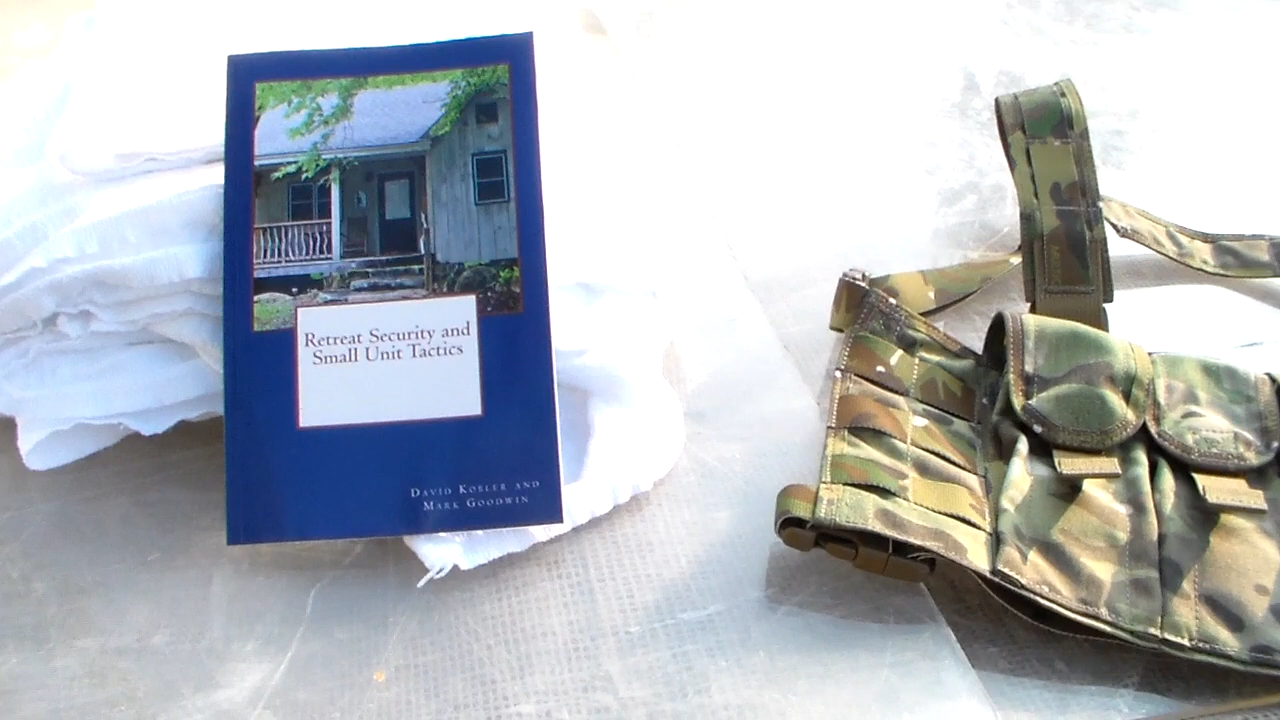 Retreat Security and
Small Unit Tactics
David Kobler and
Mark Goodwin